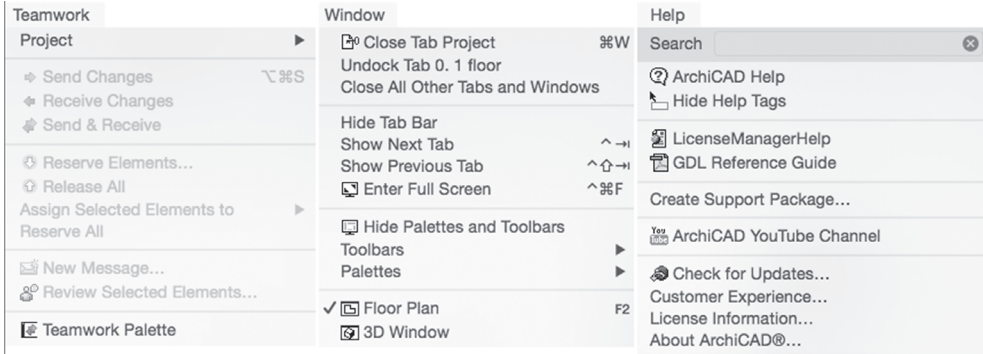 Teamwork
Project
Send Changes ⌥⌘S
Receive Changes
Send & Receive
Reserve Elements...
Release All
Assign Selected Elements to
Reserve All
New Message...
Review Selected Elements...
Teamwork Palette
Window
Close Tab Project ⌘W
Undock Tab 0. 1 floor
Close All Other Tabs and Windows
Hide Tab Bar
Show Next Tab ^⇥
Show Previous Tab ^⇧⇥
Enter Full Screen ^⌘F
Hide Palettes and Toolbars
Toolbars
Palettes
✓ Floor Plan F2
3D Window
Help
Search
ArchiCAD Help
Hide Help Tags
LicenseManagerHelp
GDL Reference Guide
Create Support Package...
You Tube ArchiCAD YouTube Channel
Check for Updates...
Customer Experience...
License Information...
About ArchiCAD®...